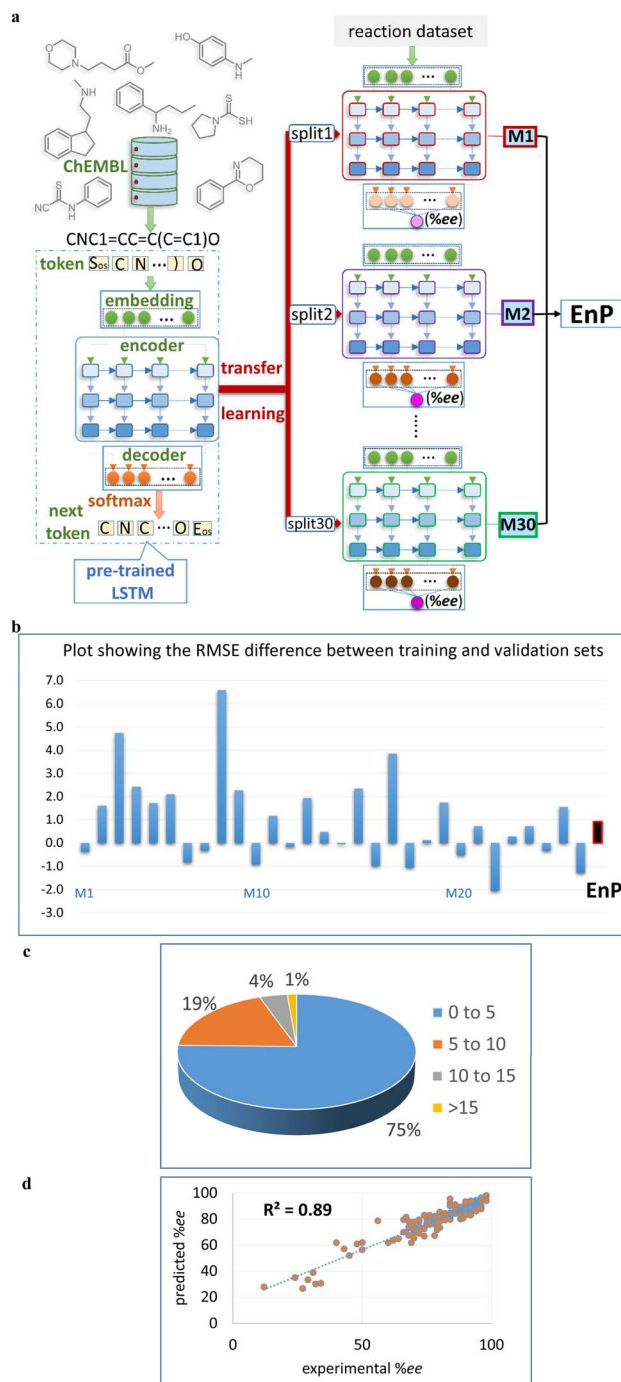 a
reaction dataset
HO
O
N
O
O
N
H
NH
NH2
S
N
SH
ChEMBL
S
NC
N
H
N
O
CNC1=CC=C(C=C1)O
token Sos C N ... ) O
embedding
encoder
transfer
learning
decoder
softmax
next
token
C N C ... O Eos
pre-trained
LSTM
split1
M1
(%ee)
split2
M2
EnP
(%ee)
split30
M30
(%ee)
b
Plot showing the RMSE difference between training and validation sets
7.0
6.0
5.0
4.0
3.0
2.0
1.0
0.0
-1.0
-2.0
-3.0
M1
M10
M20
EnP
c
4%
1%
19%
75%
0 to 5
5 to 10
10 to 15
>15
d
R² = 0.89
predicted %ee
100
80
60
40
20
0
0
50
100
experimental %ee